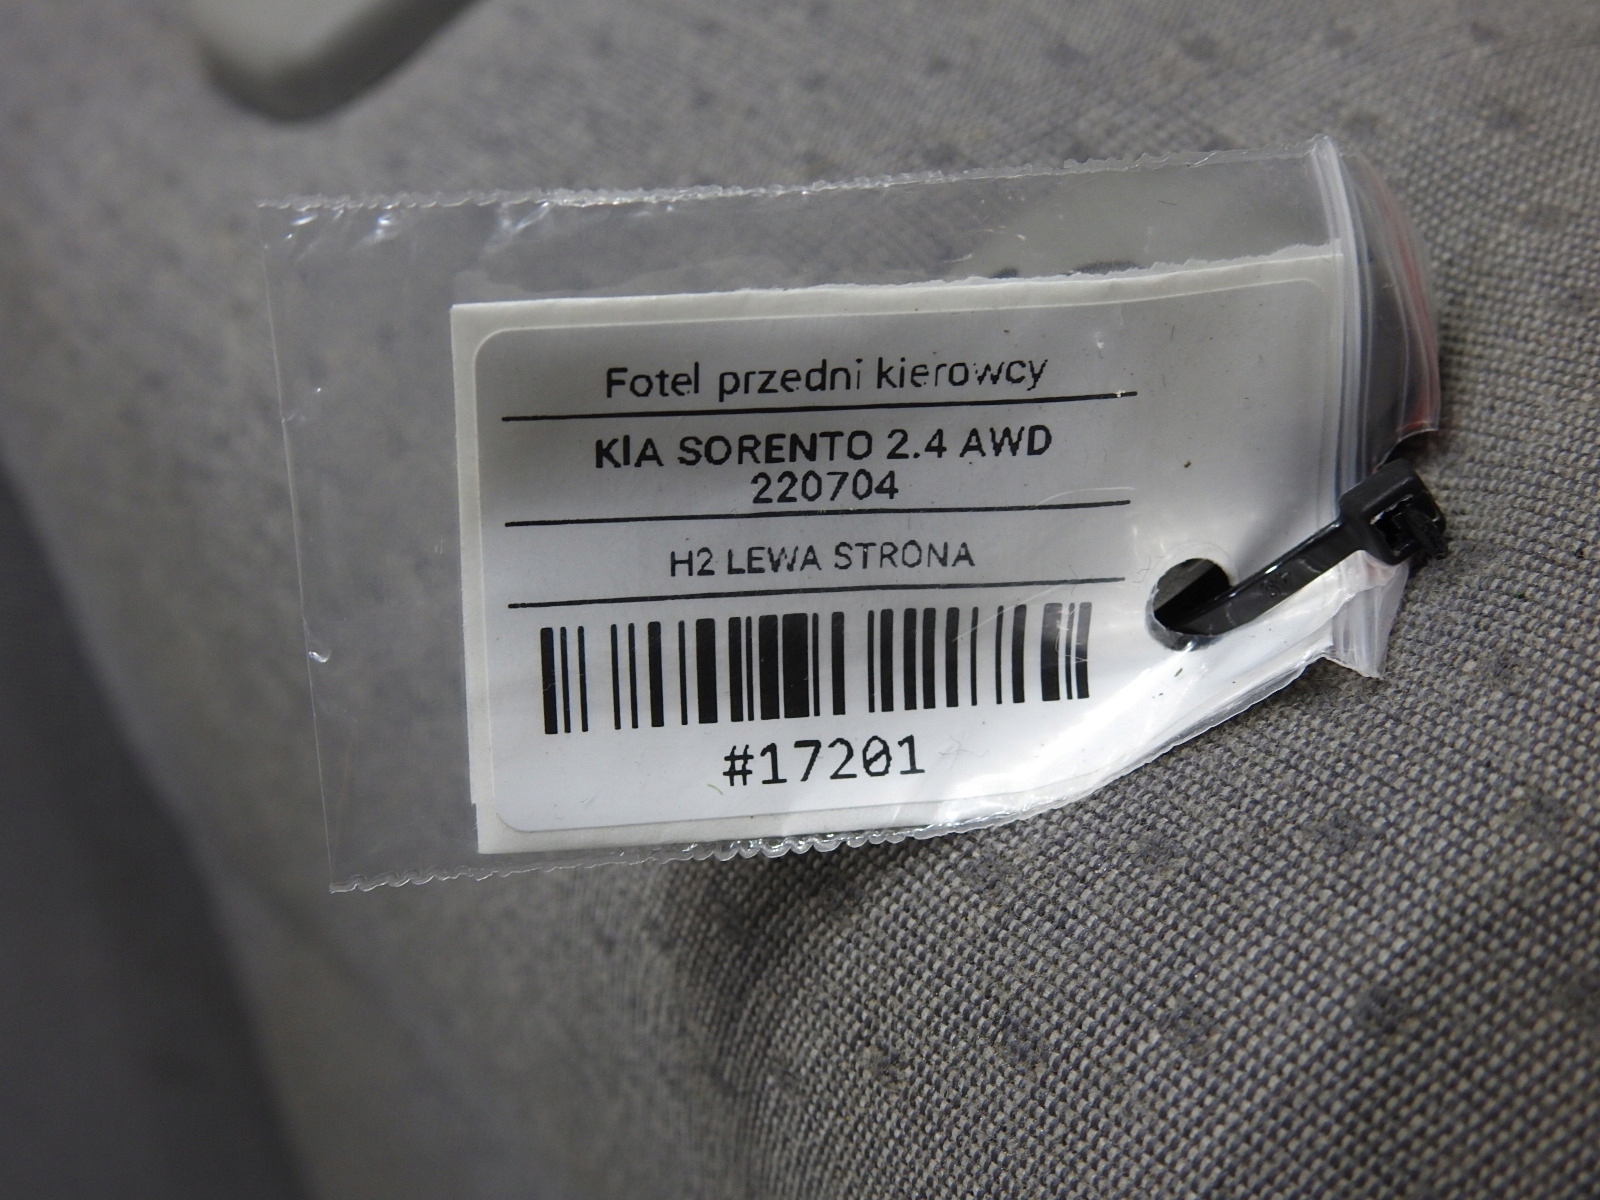 Fotel przedni kierowcy
KIA SORENTO 2.4 AWD
220704
H2 LEWA STRONA
#17201